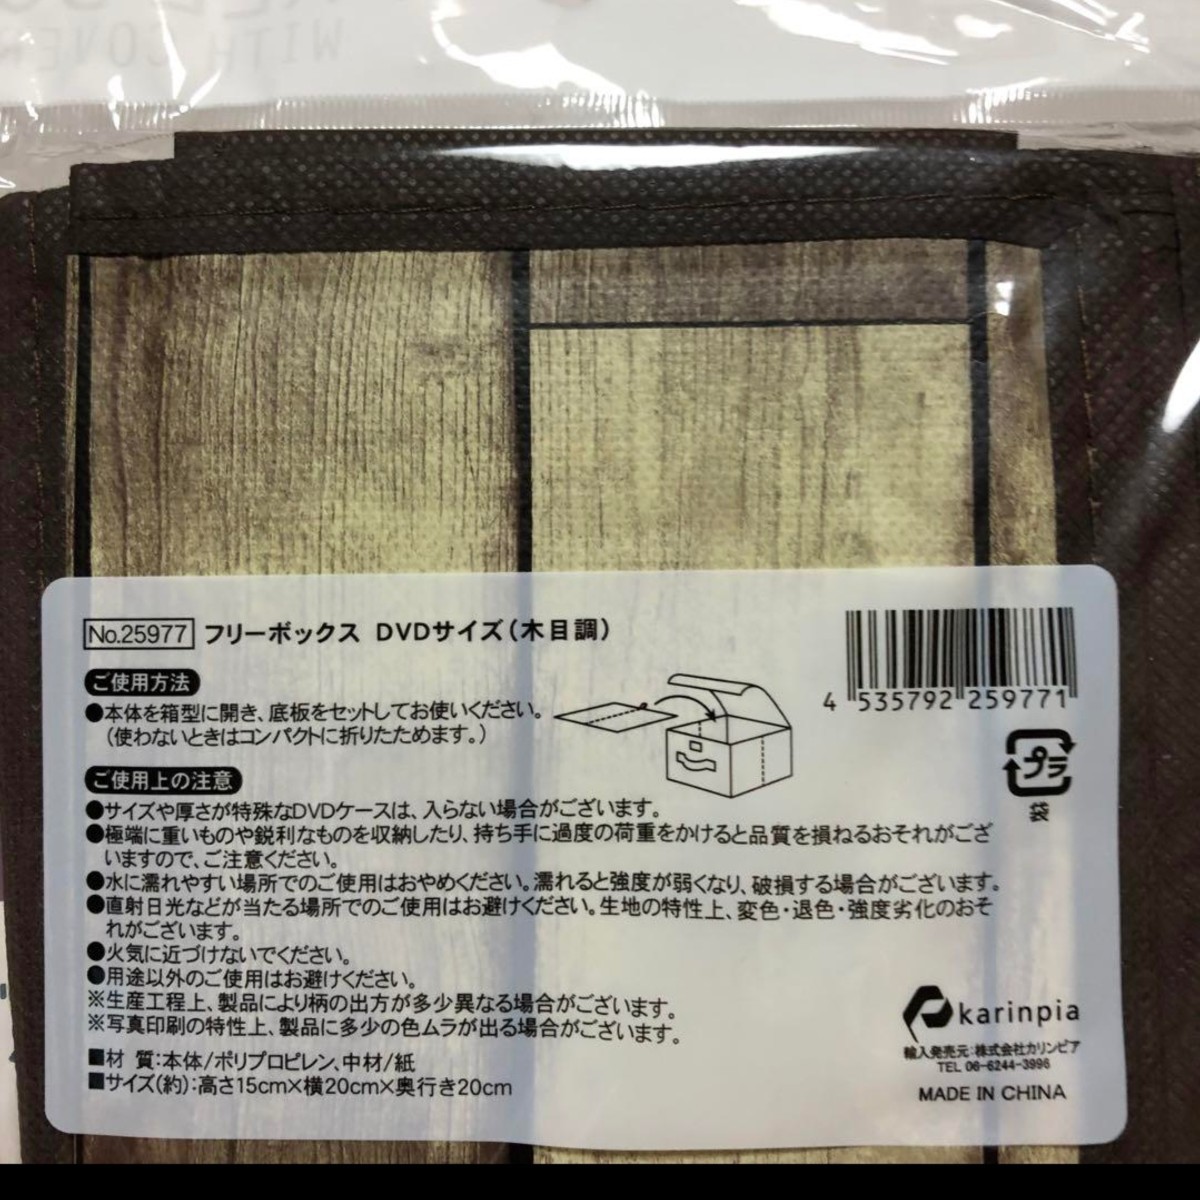 WITH COVER
No.25977 フリーボックス DVDサイズ(木目調)
ご使用方法
●本体を箱型に開き、底板をセットしてお使いください。
(使わないときはコンパクトに折りたためます。)
ご使用上の注意
●サイズや厚さが特殊なDVDケースは、入らない場合がございます。
●極端に重いものや鋭利なものを収納したり、持ち手に過度の荷重をかけると品質を損ねるおそれがござ
いますので、ご注意ください。
●水に濡れやすい場所でのご使用はおやめください。濡れると強度が弱くなり、破損する場合がございます。
●直射日光などが当たる場所でのご使用はお避けください。生地の特性上、変色・退色・強度劣化のおそ
れがございます。
●火気に近づけないでください。
●用途以外のご使用はお避けください。
※生産工程上、製品により柄の出方が多少異なる場合がございます。
※写真印刷の特性上、製品に多少の色ムラが出る場合がございます。
■材 質:本体/ポリプロピレン、中材/紙
■サイズ(約):高さ15cm×横20cm×奥行き20cm
4 535792 259771
プラ
袋
karinpia
輸入発売元:株式会社カリンピア
TEL 06-6244-3996
MADE IN CHINA